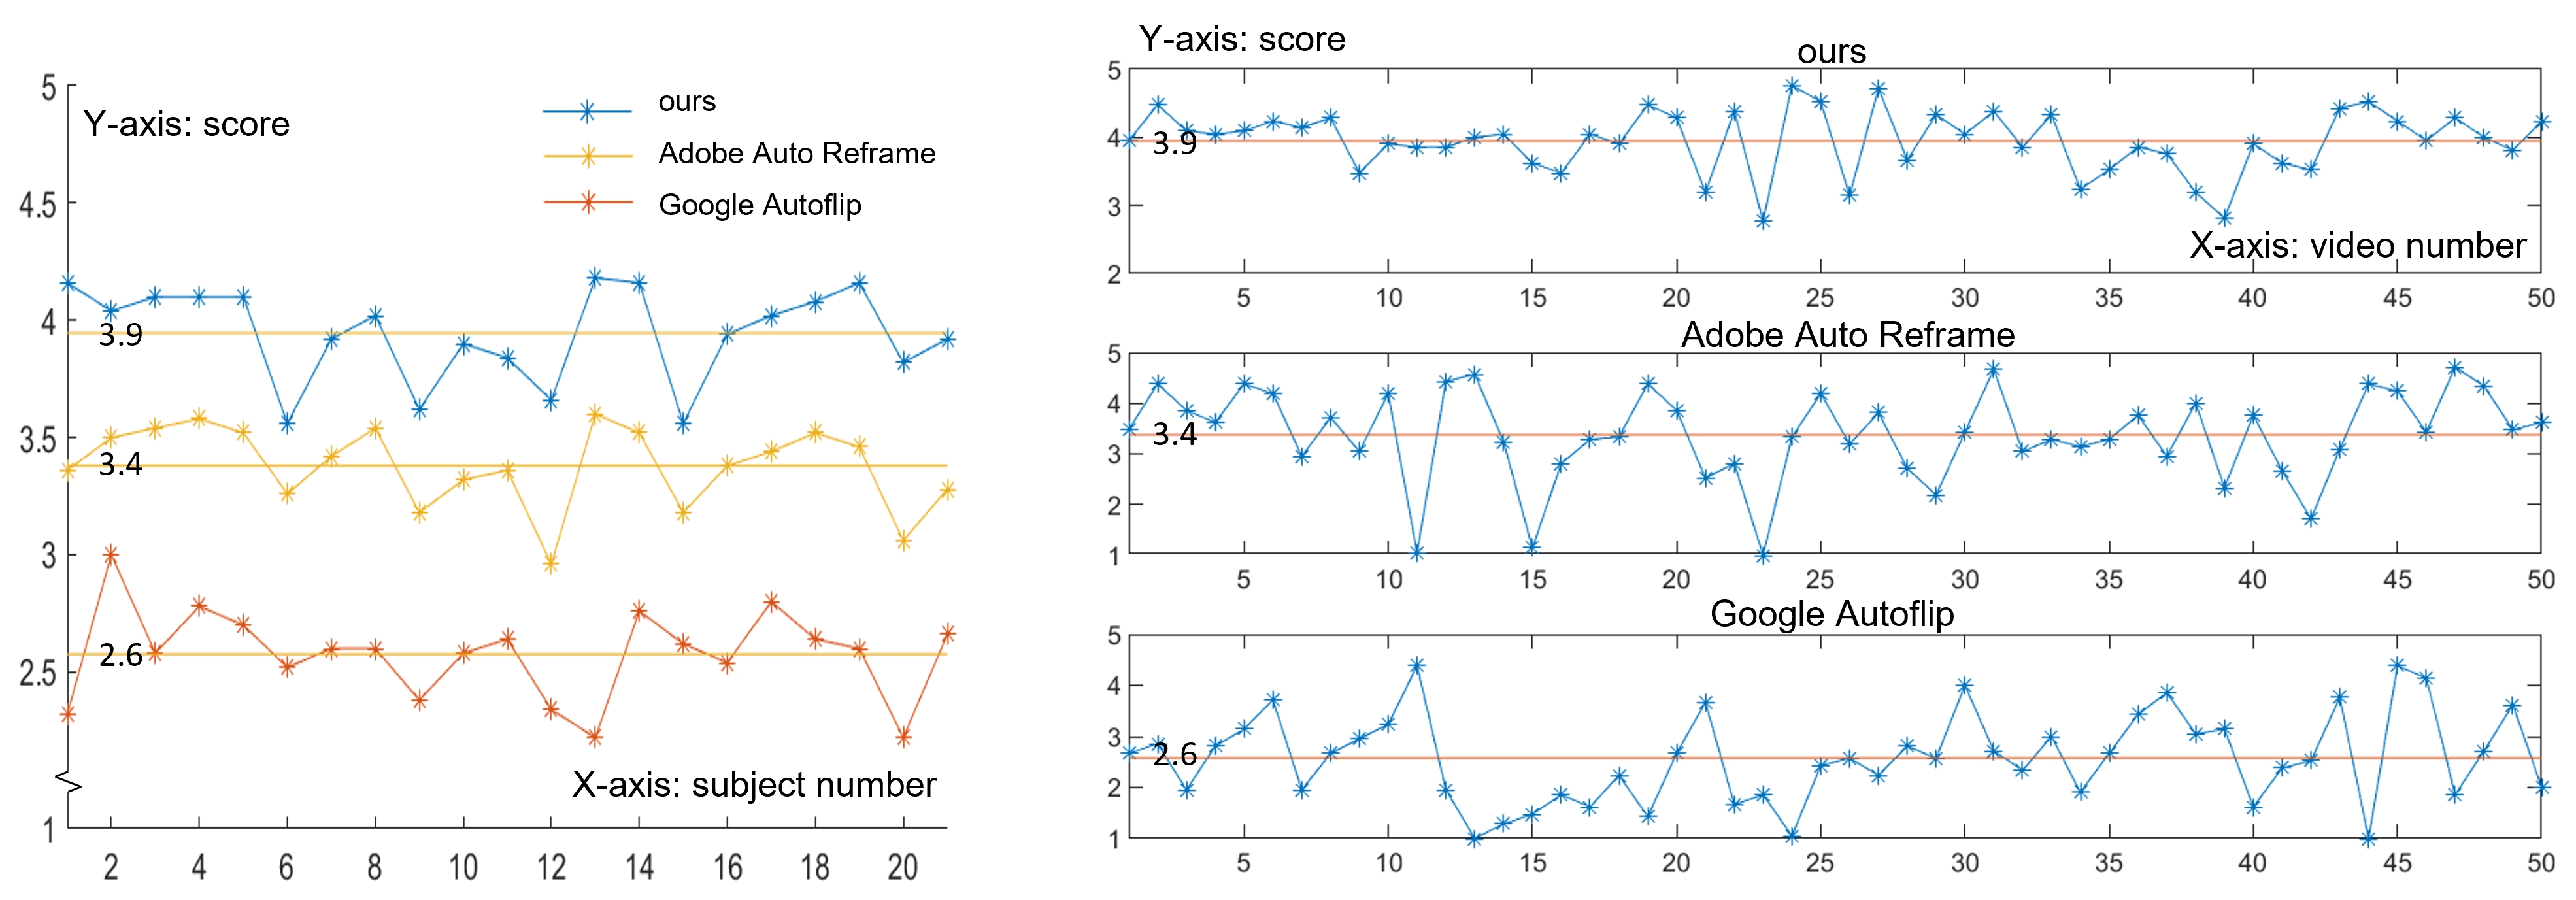 Y-axis: score
5
4.5
4
3.5
3
2.5
1
ours
Adobe Auto Reframe
Google Autoflip
3.9
3.4
2.6
X-axis: subject number
2 4 6 8 10 12 14 16 18 20
Y-axis: score
ours
5
4
3
2
3.9
X-axis: video number
5 10 15 20 25 30 35 40 45 50
Adobe Auto Reframe
5
4
3
2
1
3.4
5 10 15 20 25 30 35 40 45 50
Google Autoflip
5
4
3
2
1
2.6
5 10 15 20 25 30 35 40 45 50